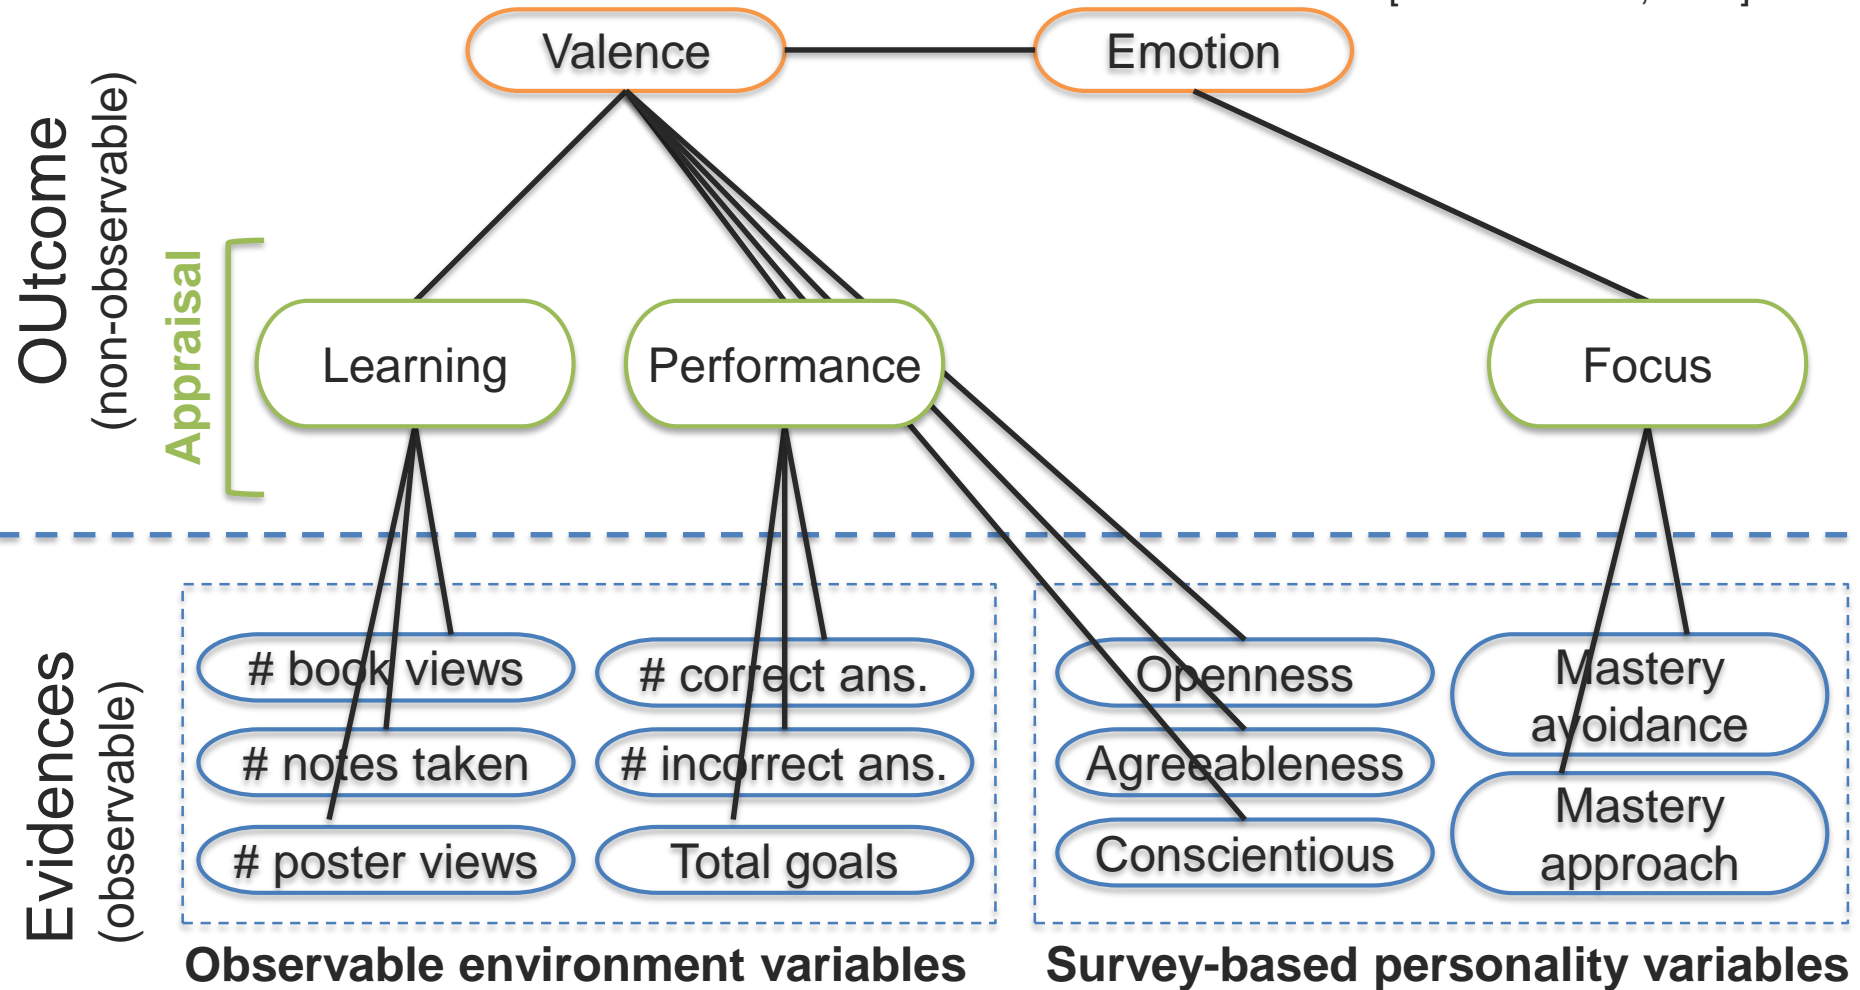 Valence
Emotion
OUtcome
(non-observable)
Appraisal
Learning
Performance
Focus
Evidences
(observable)
# book views
# correct ans.
Openness
Mastery
avoidance
# notes taken
# incorrect ans.
Agreeableness
# poster views
Total goals
Conscientious
Mastery
approach
Observable environment variables
Survey-based personality variables